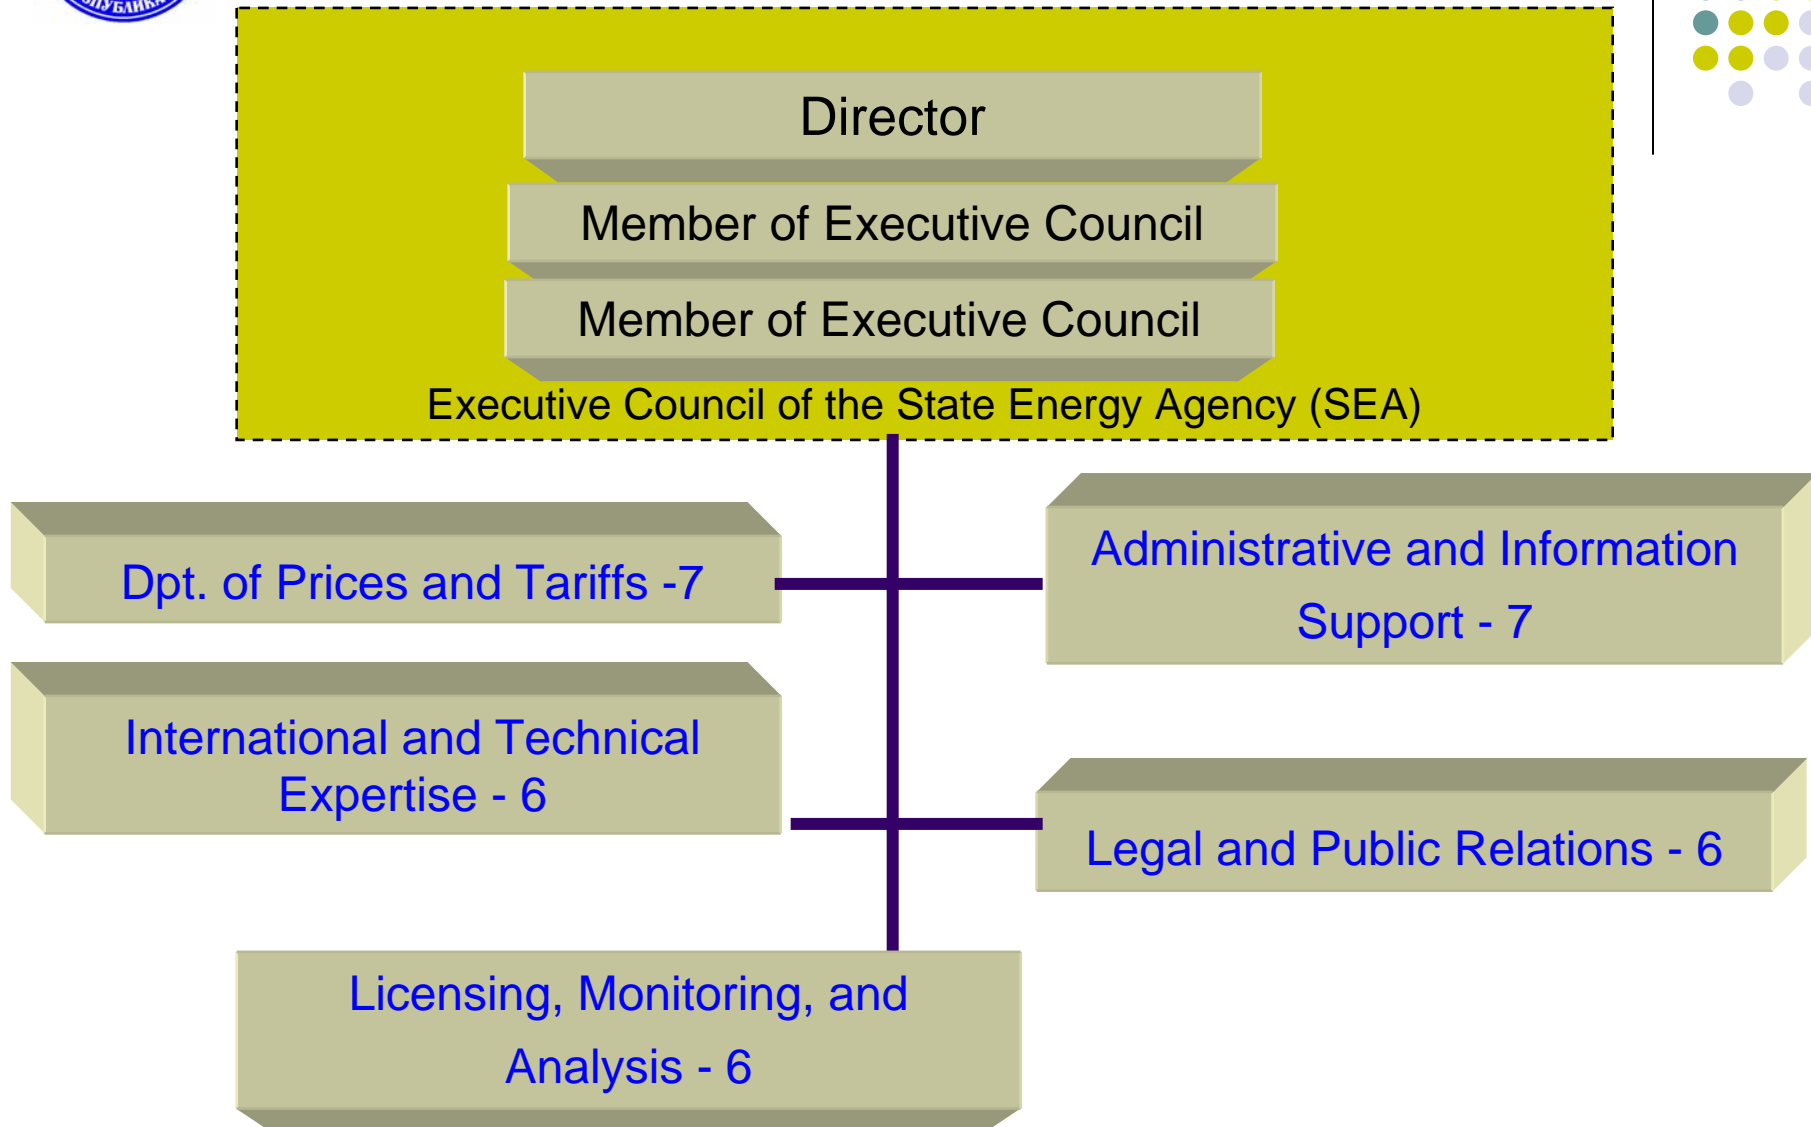 Director
Member of Executive Council
Member of Executive Council
Executive Council of the State Energy Agency (SEA)
Dpt. of Prices and Tariffs -7
Administrative and Information
Support - 7
International and Technical
Expertise - 6
Legal and Public Relations - 6
Licensing, Monitoring, and
Analysis - 6